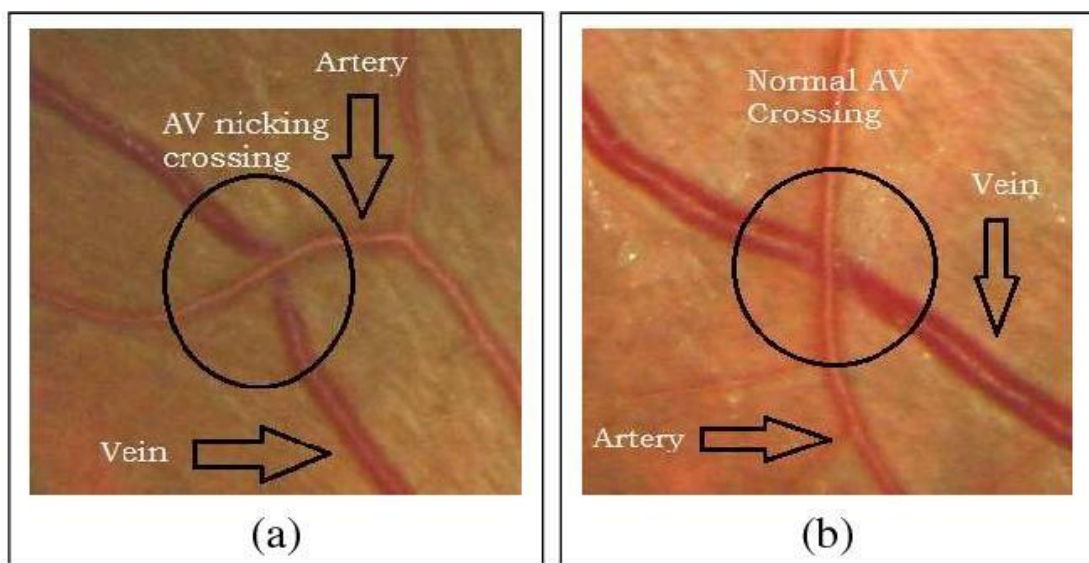 Artery
AV nicking
crossing
Vein
(a)
Normal AV
Crossing
Vein
Artery
(b)